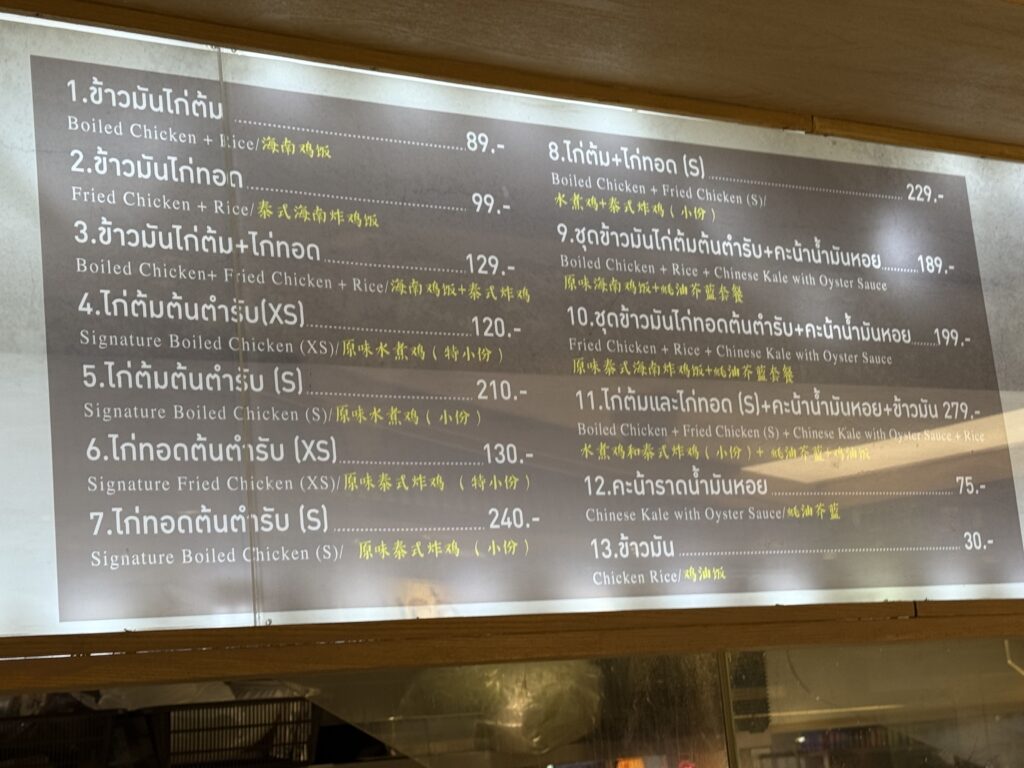 1.ข้าวมันไก่ต้ม........................................89.-
Boiled Chicken + Rice/海南鸡饭
2.ข้าวมันไก่ทอด........................................99.-
Fried Chicken + Rice/泰式海南炸鸡饭
3.ข้าวมันไก่ต้ม+ไก่ทอด........................129.-
Boiled Chicken+ Fried Chicken + Rice/海南鸡饭+泰式炸鸡
4.ไก่ต้มต้นตำรับ(XS)............................120.-
Signature Boiled Chicken (XS)/原味水煮鸡 ( 特小份 )
5.ไก่ต้มต้นตำรับ (S)..............................210.-
Signature Boiled Chicken (S)/原味水煮鸡 ( 小份 )
6.ไก่ทอดต้นตำรับ (XS)........................130.-
Signature Fried Chicken (XS)/原味泰式炸鸡 ( 特小份 )
7.ไก่ทอดต้นตำรับ (S)..........................240.-
Signature Boiled Chicken (S)/ 原味泰式炸鸡 ( 小份 )
8.ไก่ต้ม+ไก่ทอด (S)................................229.-
Boiled Chicken + Fried Chicken (S)/
水煮鸡+泰式炸鸡 ( 小份 )
9.ชุดข้าวมันไก่ต้มต้นตำรับ+คะน้าน้ำมันหอย.........189.-
Boiled Chicken + Rice + Chinese Kale with Oyster Sauce
原味海南鸡饭+蚝油芥蓝套餐
10.ชุดข้าวมันไก่ทอดต้นตำรับ+คะน้าน้ำมันหอย......199.-
Fried Chicken + Rice + Chinese Kale with Oyster Sauce
原味泰式海南炸鸡饭+蚝油芥蓝套餐
11.ไก่ต้มและไก่ทอด (S)+คะน้าน้ำมันหอย+ข้าวมัน 279.-
Boiled Chicken + Fried Chicken (S) + Chinese Kale with Oyster Sauce + Rice
水煮鸡和泰式炸鸡 ( 小份 ) + 蚝油芥蓝+鸡油饭
12.คะน้าราดน้ำมันหอย........................................75.-
Chinese Kale with Oyster Sauce/蚝油芥蓝
13.ข้าวมัน................................................................30.-
Chicken Rice/鸡油饭